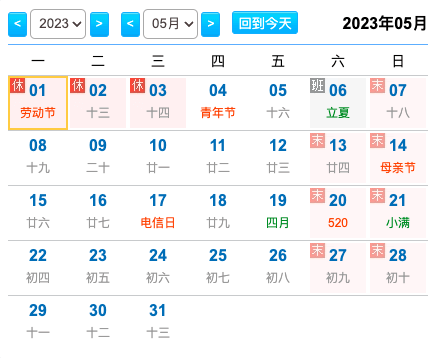 < 2023 > < 05月 > 回到今天 2023年05月
一 二 三 四 五 六 日
休 01 休 02 休 03 04 05 班 06 末 07
劳动节 十三 十四 青年节 十六 立夏 十八
08 09 10 11 12 末 13 末 14
十九 二十 廿一 廿二 廿三 廿四 母亲节
15 16 17 18 19 末 20 末 21
廿六 廿七 电信日 廿九 四月 520 小满
22 23 24 25 26 末 27 末 28
初四 初五 初六 初七 初八 初九 初十
29 30 31
十一 十二 十三